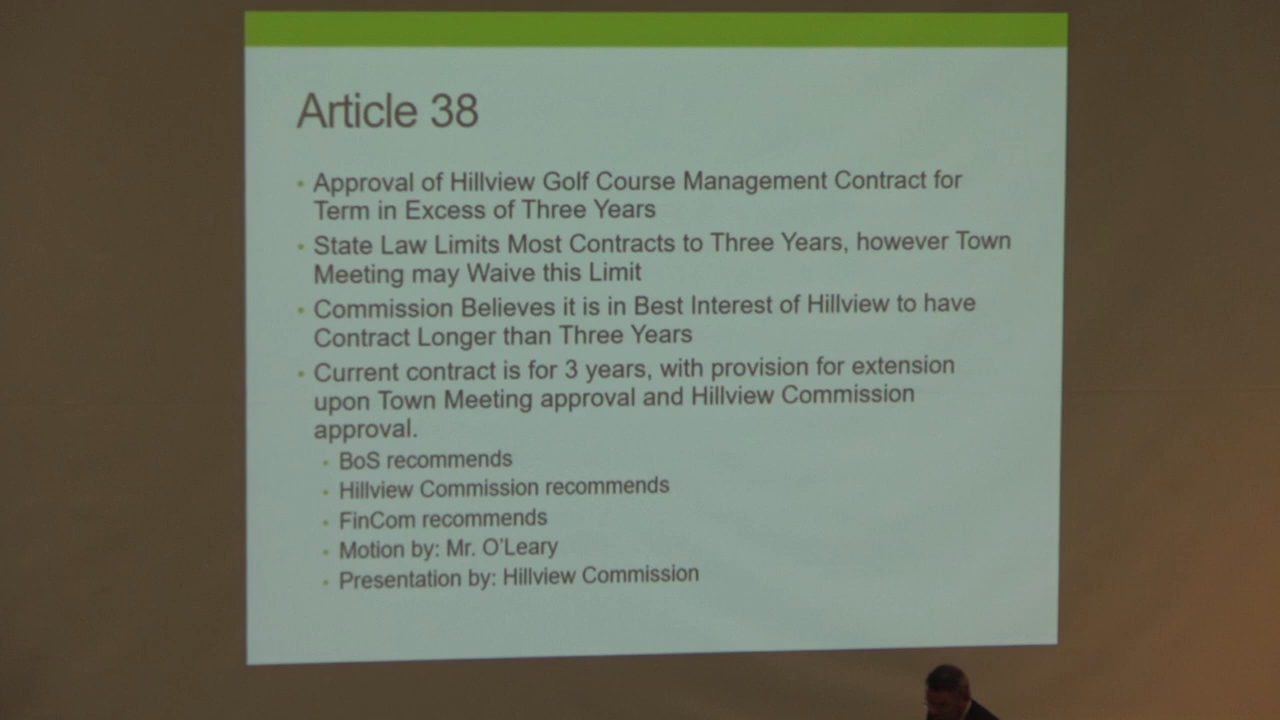 Article 38
• Approval of Hillview Golf Course Management Contract for
Term in Excess of Three Years
• State Law Limits Most Contracts to Three Years, however Town
Meeting may Waive this Limit
• Commission Believes it is in Best Interest of Hillview to have
Contract Longer than Three Years
• Current contract is for 3 years, with provision for extension
upon Town Meeting approval and Hillview Commission
approval.
• BoS recommends
• Hillview Commission recommends
• FinCom recommends
• Motion by: Mr. O'Leary
• Presentation by: Hillview Commission